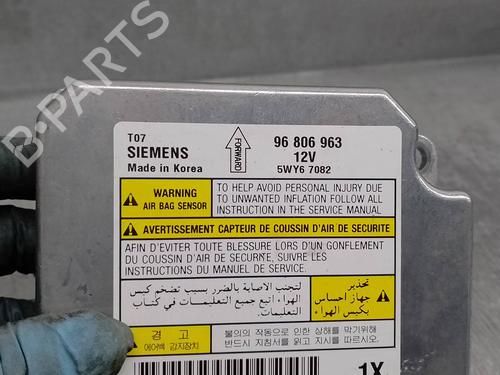 B-PARTS
T07
SIEMENS
Made in Korea
FORWARD
96 806 963
12V
5WY6 7082
WARNING
AIR BAG SENSOR
TO HELP AVOID PERSONAL INJURY DUE
TO UNWANTED INFLATION FOLLOW ALL
INSTRUCTION IN THE SERVICE MANUAL
AVERTISSEMENT CAPTEUR DE COUSSIN D'AIR DE SECURITE
AFIN D'EVITER TOUTE BLESSURE LORS D'UN GONFLEMENT
DU COUSSIN D'AIR DE SECURITE, SUIVRE LES
INSTRUCTIONS DU MANUEL DE SERVICE.
لتجنب الاصابة بالضرر بسبب تضخم كيس
الهواء اتبع جميع التعليمات في كتاب
التعليمات.
تحذير
جهاز احساس
بكيس الهواء
경 고
에어백 감지장치
불의의 작동으로 인한 상해를 막기위해
반드시 지침서를 읽고 지시를 따르시오.
1X